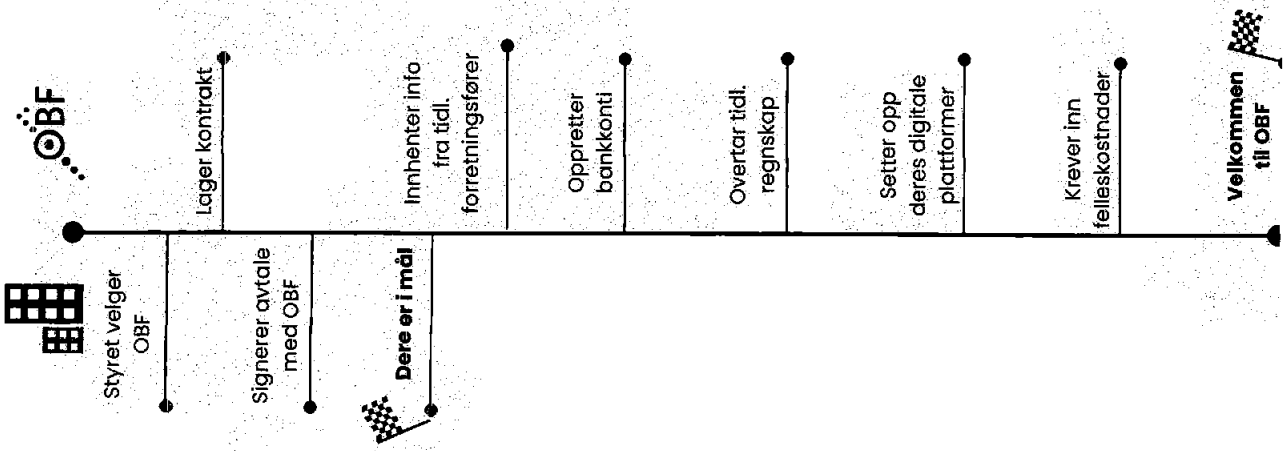 OBF
Styret velger
OBF
Lager kontrakt
Signerer avtale
med OBF
Dere er i mål
Innhenter info
fra tidl.
forretningsfører
Oppretter
bankkonti
Overtar tidl.
regnskap
Setter opp
deres digitale
plattformer
Krever inn
felleskostnader
Velkommen
til OBF